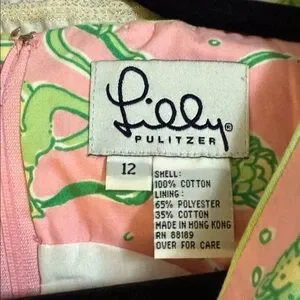 Lilly®
PULITZER
12
SHELL:
100% COTTON
LINING:
65% POLYESTER
35% COTTON
MADE IN HONG KONG
RN 88189
OVER FOR CARE